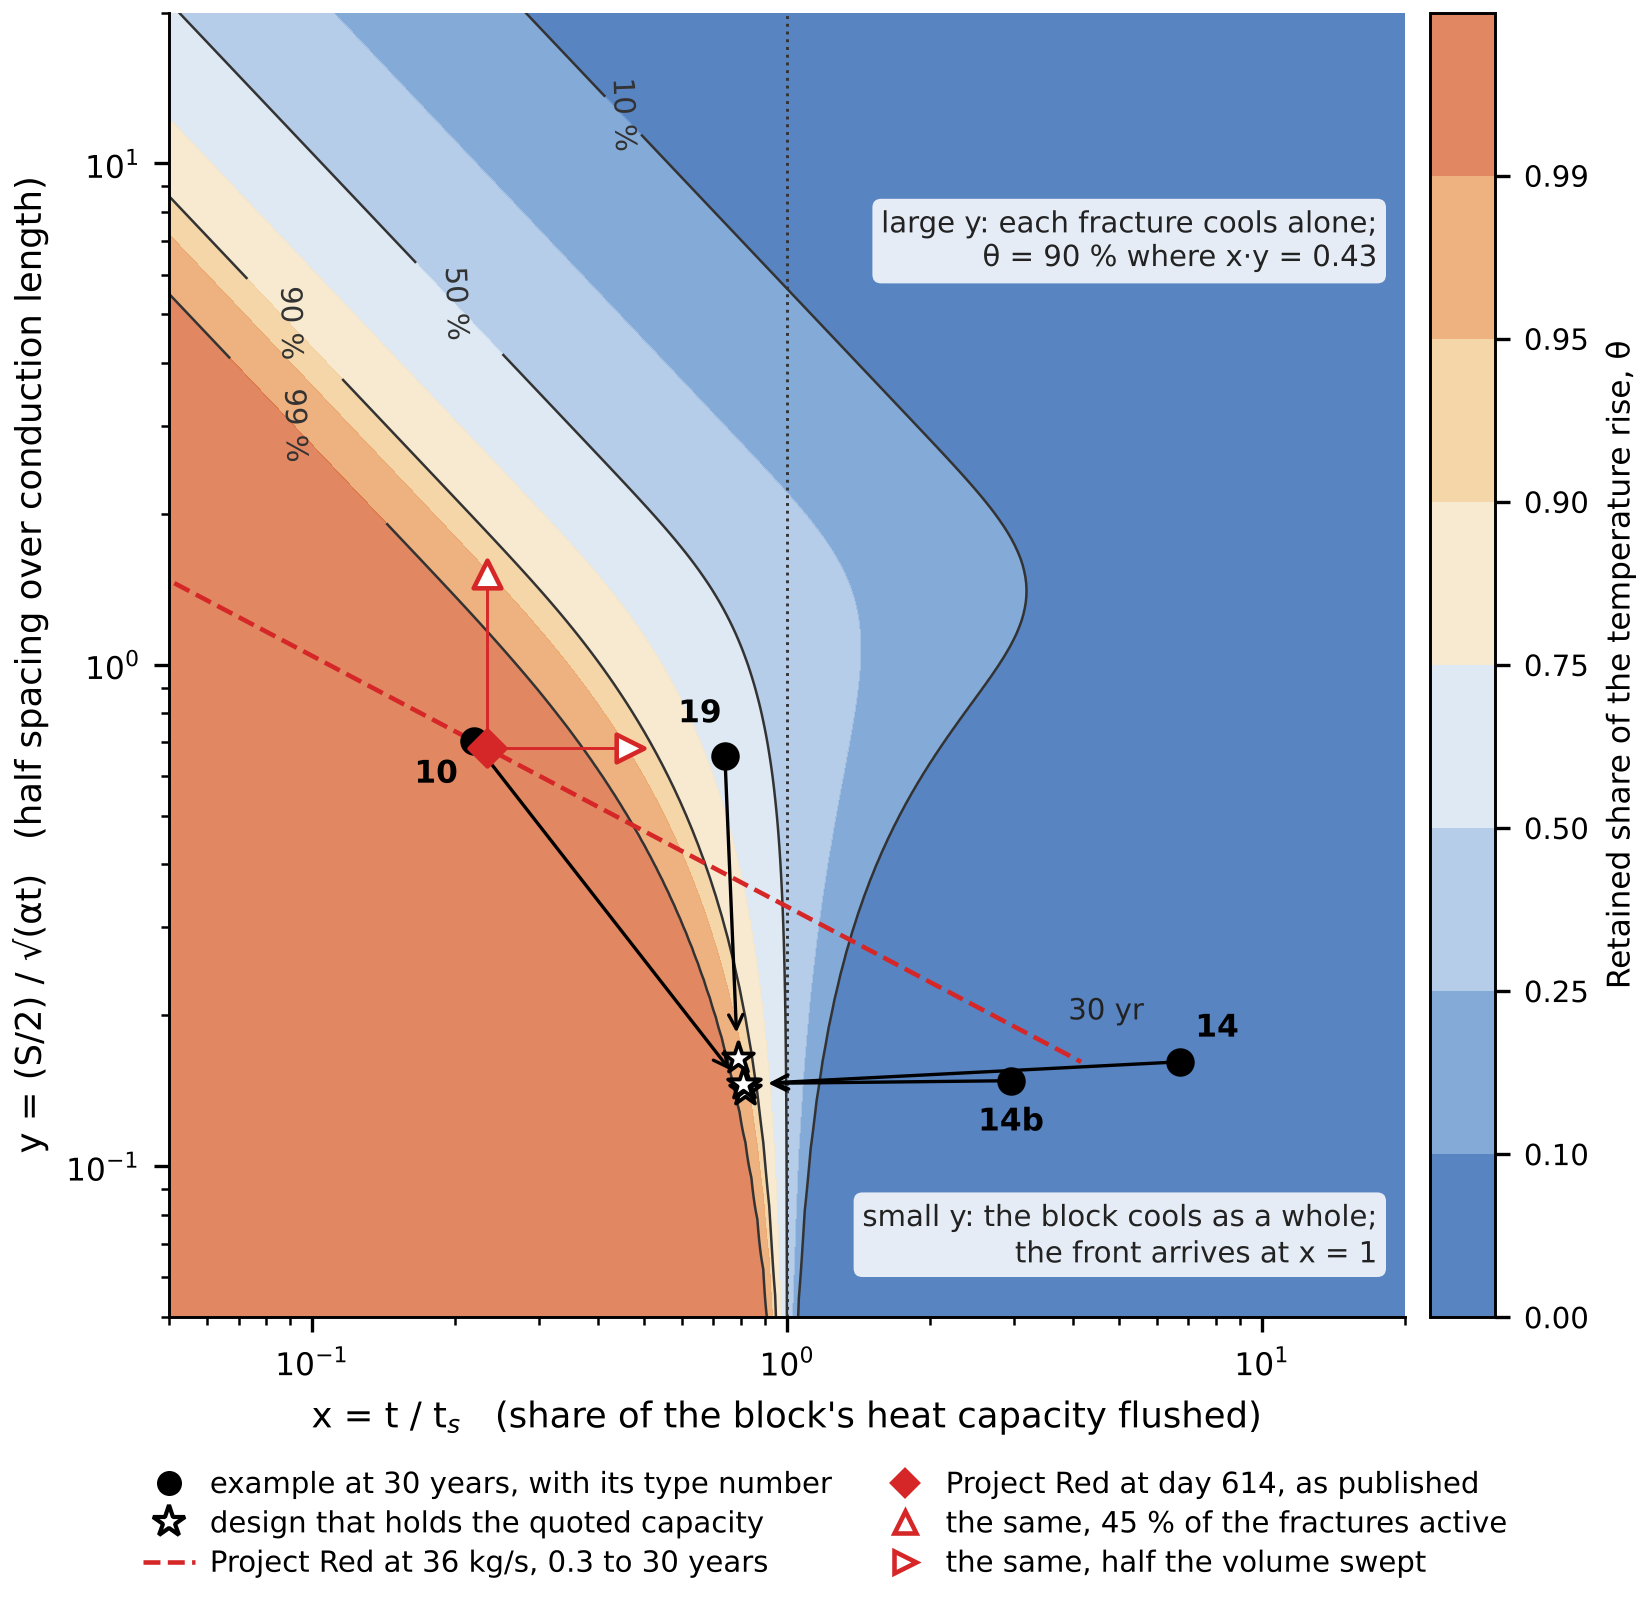 10¹
10⁰
10⁻¹
y = (S/2) / √(αt)   (half spacing over conduction length)
10 %
50 %
90 %
99 %
large y: each fracture cools alone;
θ = 90 % where x·y = 0.43
19
10
30 yr
14
14b
small y: the block cools as a whole;
the front arrives at x = 1
10⁻¹
10⁰
10¹
x = t / tₛ   (share of the block's heat capacity flushed)
0.99
0.95
0.90
0.75
0.50
0.25
0.10
0.00
Retained share of the temperature rise, θ
example at 30 years, with its type number
design that holds the quoted capacity
Project Red at 36 kg/s, 0.3 to 30 years
Project Red at day 614, as published
the same, 45 % of the fractures active
the same, half the volume swept